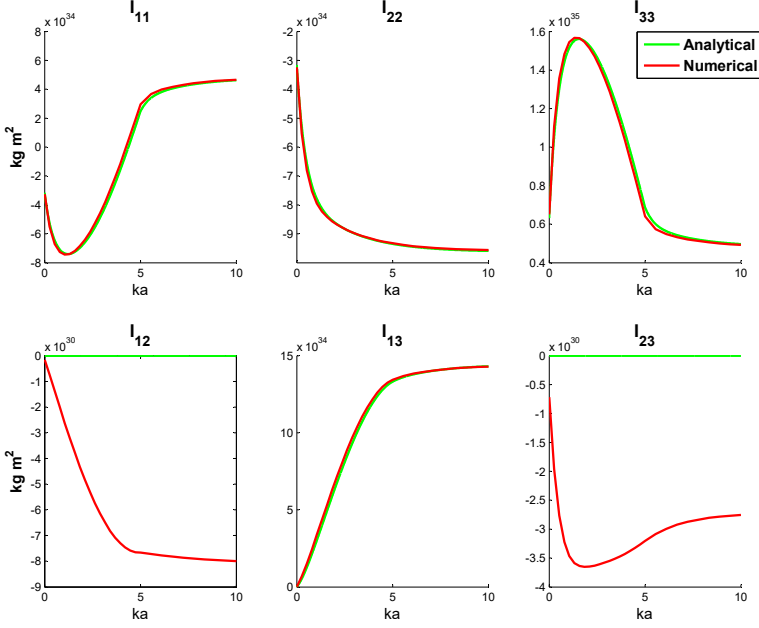 I11
I22
I33
x 10^34
x 10^34
x 10^35
Analytical
Numerical
kg m^2
8
6
4
2
0
-2
-4
-6
-8
-2
-3
-4
-5
-6
-7
-8
-9
1.6
1.4
1.2
1
0.8
0.6
0.4
0 5 10
0 5 10
0 5 10
ka
ka
ka
I12
I13
I23
x 10^30
x 10^34
x 10^30
kg m^2
0
-1
-2
-3
-4
-5
-6
-7
-8
-9
15
10
5
0
0
-0.5
-1
-1.5
-2
-2.5
-3
-3.5
-4
0 5 10
0 5 10
0 5 10
ka
ka
ka